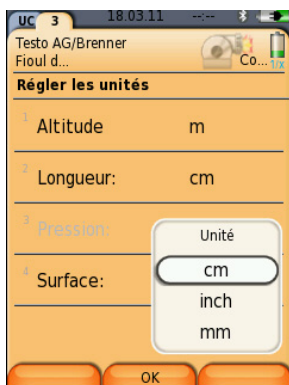 UC 3 18.03.11 --:--
Testo AG/Brenner
Fioul d... Co... 1/X
Régler les unités
1 Altitude m
2 Longueur: cm
3 Pression:
Unité
4 Surface:
cm
inch
mm
OK